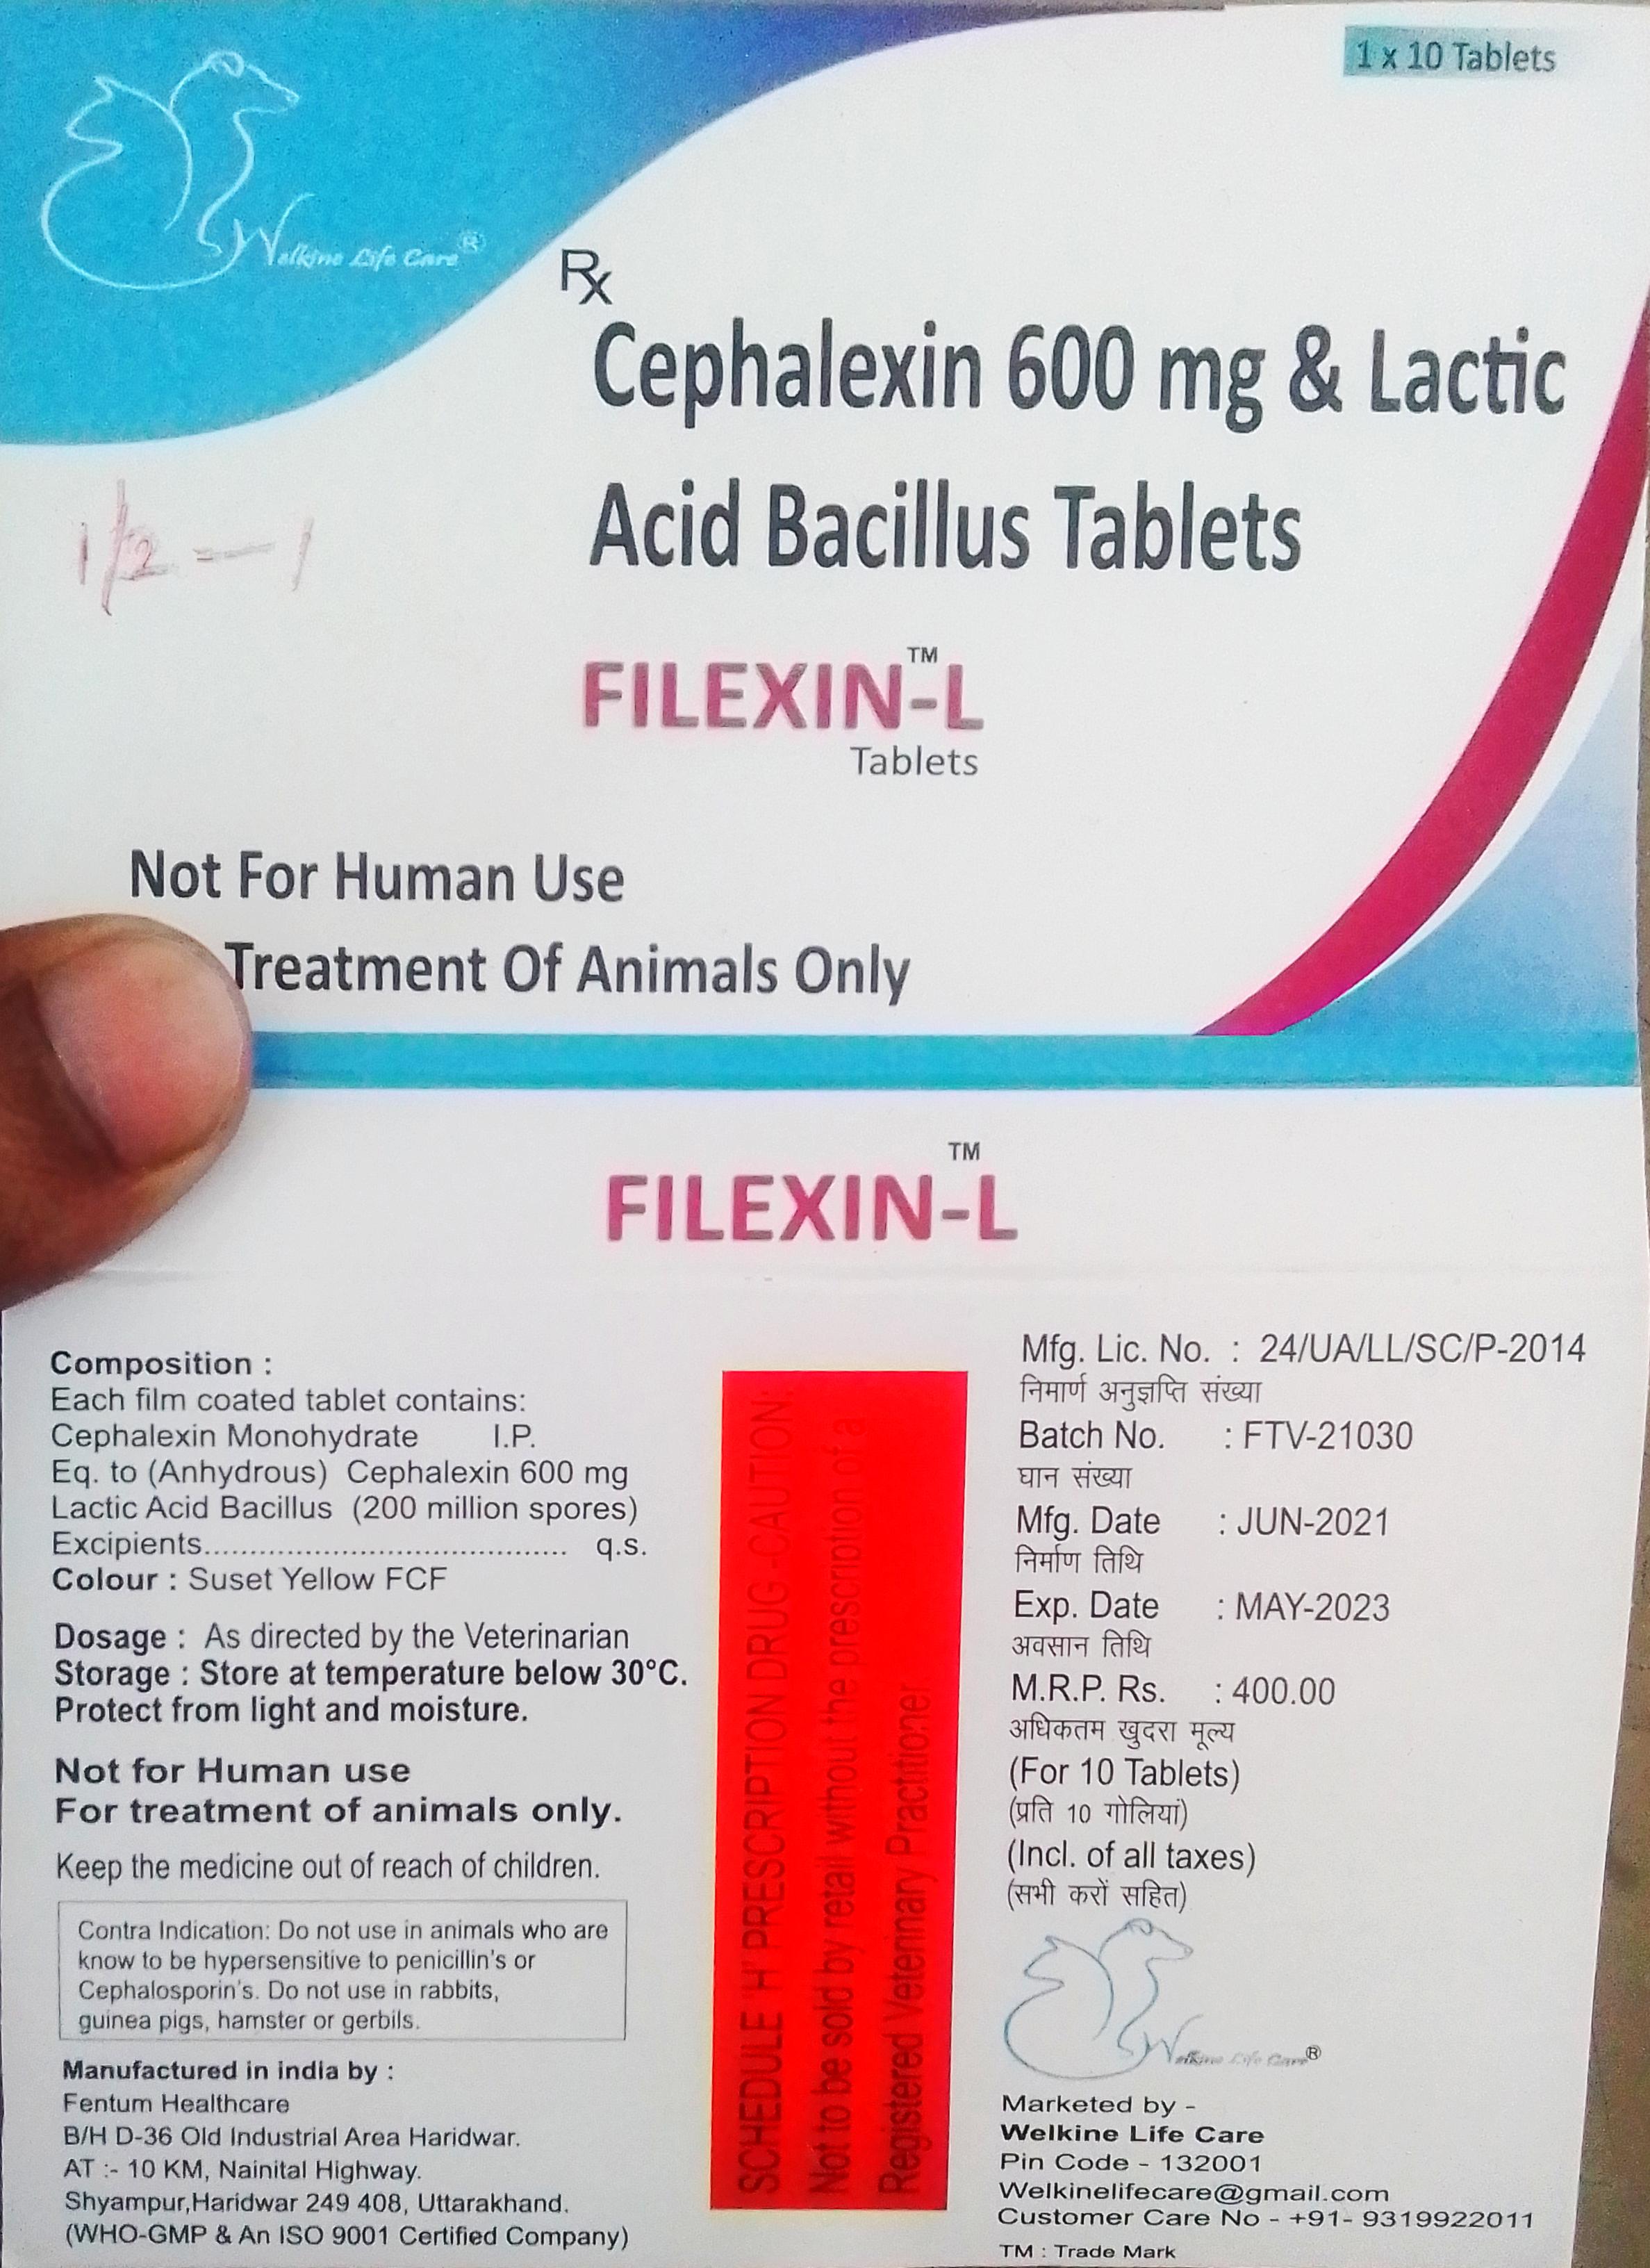 1 x 10 Tablets
Welkine Life Care®
Rx
Cephalexin 600 mg & Lactic
Acid Bacillus Tablets
1/2 — 1
FILEXIN™-L
Tablets
Not For Human Use
Treatment Of Animals Only
FILEXIN™-L
Composition :
Each film coated tablet contains:
Cephalexin Monohydrate I.P.
Eq. to (Anhydrous) Cephalexin 600 mg
Lactic Acid Bacillus (200 million spores)
Excipients....................................... q.s.
Colour : Suset Yellow FCF
Dosage : As directed by the Veterinarian
Storage : Store at temperature below 30°C.
Protect from light and moisture.
Not for Human use
For treatment of animals only.
Keep the medicine out of reach of children.
Contra Indication: Do not use in animals who are
know to be hypersensitive to penicillin's or
Cephalosporin's. Do not use in rabbits,
guinea pigs, hamster or gerbils.
Manufactured in india by :
Fentum Healthcare
B/H D-36 Old Industrial Area Haridwar.
AT :- 10 KM, Nainital Highway.
Shyampur,Haridwar 249 408, Uttarakhand.
(WHO-GMP & An ISO 9001 Certified Company)
SCHEDULE 'H' PRESCRIPTION DRUG -CAUTION:
Not to be sold by retail without the prescription of a
Registered Veterinary Practitioner
Mfg. Lic. No. : 24/UA/LL/SC/P-2014
निमार्ण अनुज्ञप्ति संख्या
Batch No. : FTV-21030
घान संख्या
Mfg. Date : JUN-2021
निर्माण तिथि
Exp. Date : MAY-2023
अवसान तिथि
M.R.P. Rs. : 400.00
अधिकतम खुदरा मूल्य
(For 10 Tablets)
(प्रति 10 गोलियां)
(Incl. of all taxes)
(सभी करों सहित)
Welkine Life Care®
Marketed by -
Welkine Life Care
Pin Code - 132001
Welkinelifecare@gmail.com
Customer Care No - +91- 9319922011
TM : Trade Mark